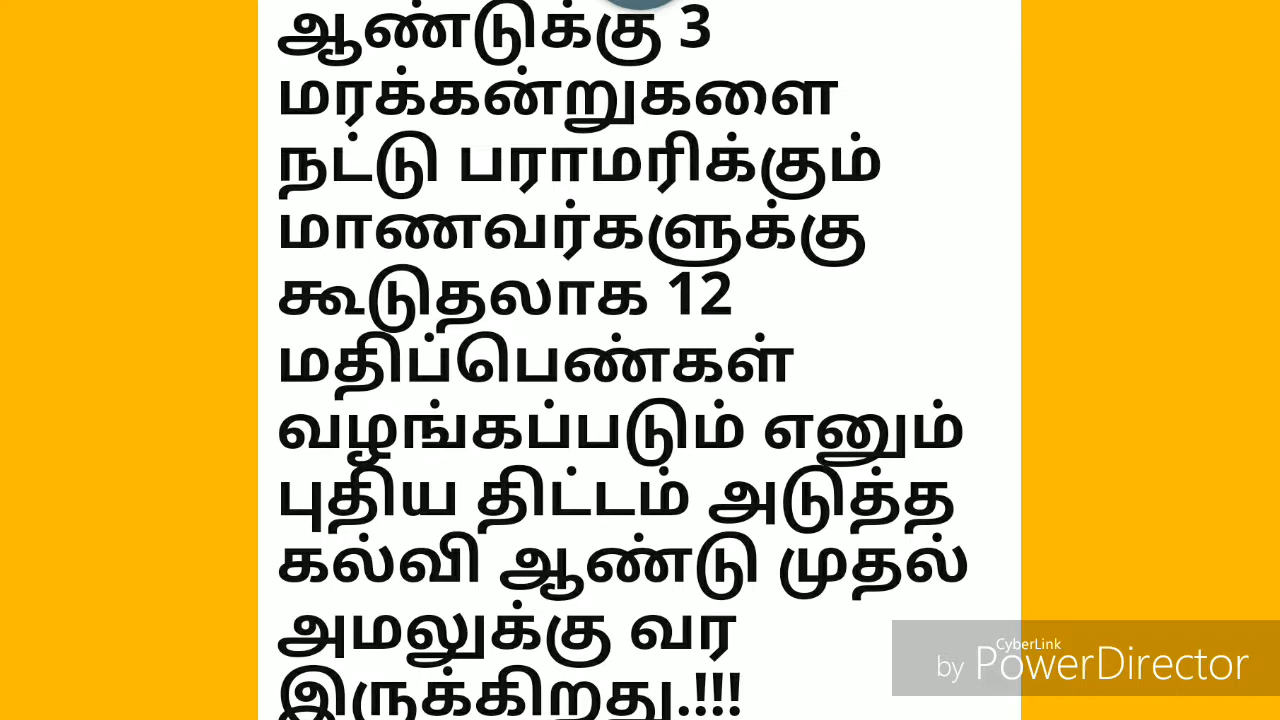 ஆண்டுக்கு 3
மரக்கன்றுகளை
நட்டு பராமரிக்கும்
மாணவர்களுக்கு
கூடுதலாக 12
மதிப்பெண்கள்
வழங்கப்படும் எனும்
புதிய திட்டம் அடுத்த
கல்வி ஆண்டு முதல்
அமலுக்கு வர
இருக்கிறது.!!!
CyberLink
by PowerDirector